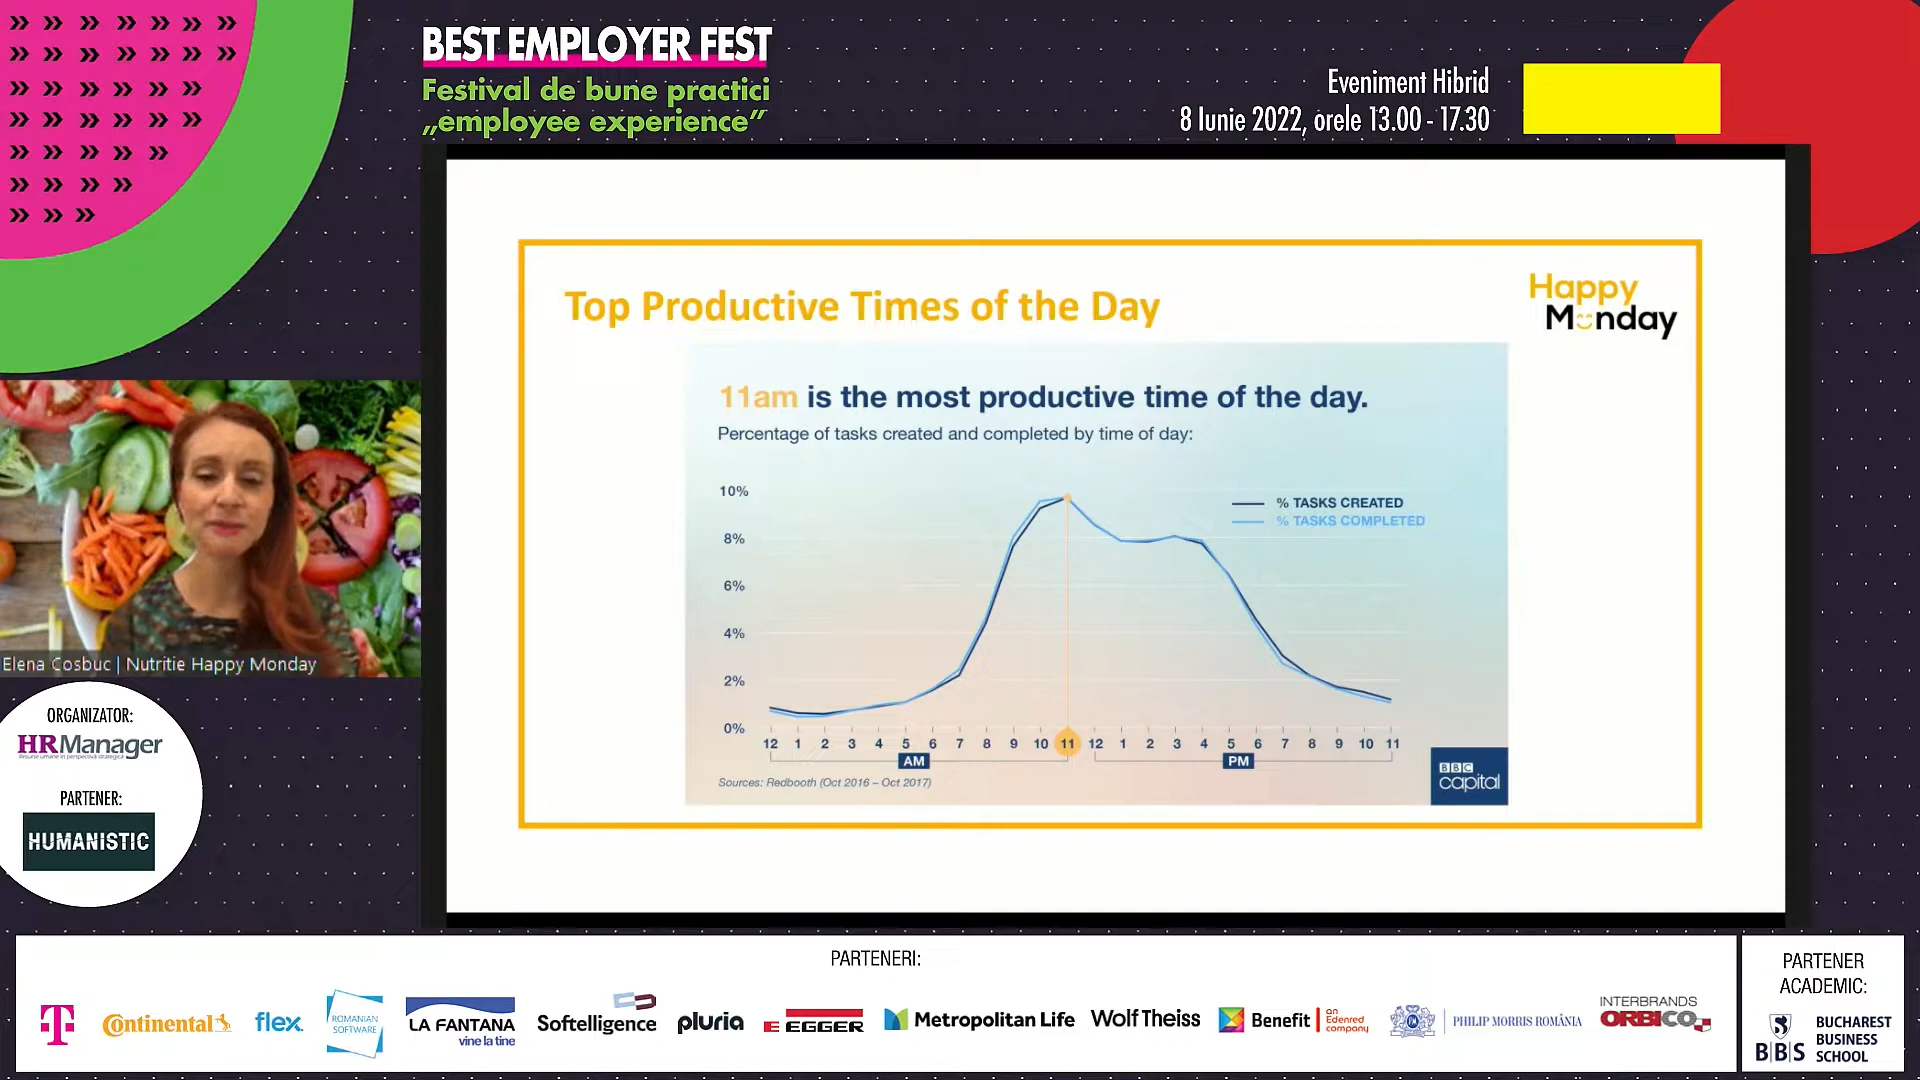 BEST EMPLOYER FEST
Festival de bune practici
„employee experience”
Eveniment Hibrid
8 Iunie 2022, orele 13.00 - 17.30
Top Productive Times of the Day
Happy
Monday
11am is the most productive time of the day.
Percentage of tasks created and completed by time of day:
10%
8%
6%
4%
2%
0%
% TASKS CREATED
% TASKS COMPLETED
12 1 2 3 4 5 6 7 8 9 10 11 12 1 2 3 4 5 6 7 8 9 10 11
AM PM
Sources: Redbooth (Oct 2016 – Oct 2017)
BBC
capital
Elena Cosbuc | Nutritie Happy Monday
ORGANIZATOR:
HRManager
PARTENER:
HUMANISTIC
PARTENERI:
T
Continental
flex.
ROMANIAN
SOFTWARE
LA FANTANA
vine la tine
Softelligence
pluria
E EGGER
Metropolitan Life
Wolf Theiss
Benefit
an
Edenred
company
PHILIP MORRIS ROMÂNIA
INTERBRANDS
ORBICO
PARTENER
ACADEMIC:
B|B|S
BUCHAREST
BUSINESS
SCHOOL